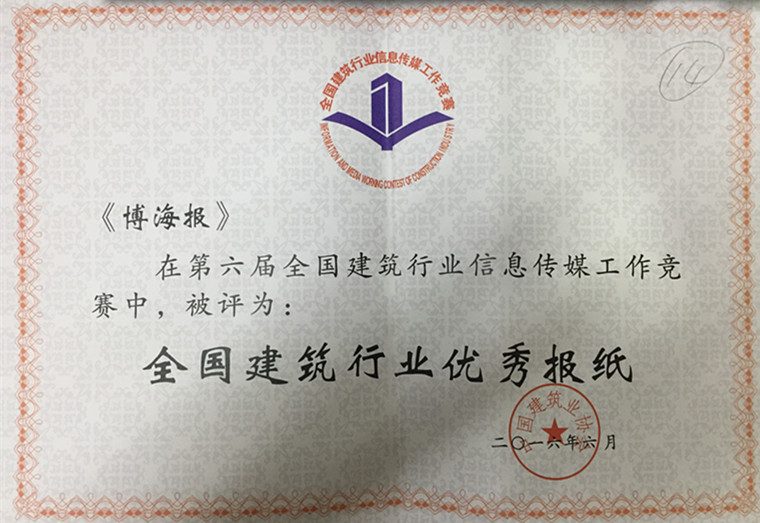 全国建筑行业信息传媒工作竞赛
14
INFORMATION AND MEDIA WORKING CONTEST OF CONSTRUCTION INDUSTRY
《博海报》
在第六届全国建筑行业信息传媒工作竞
赛中，被评为：
全国建筑行业优秀报纸
中国建筑业协会
二〇一六年六月